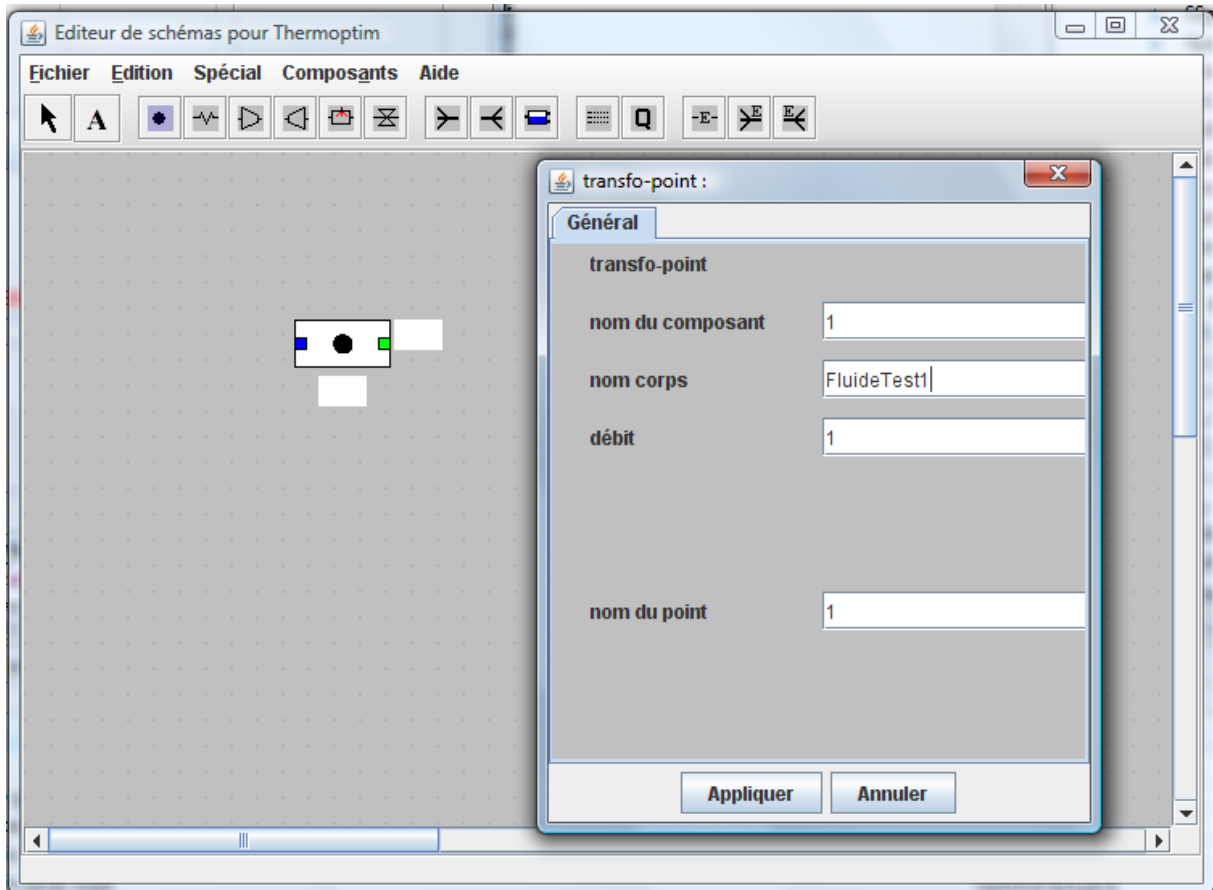 Editeur de schémas pour Thermoptim
Fichier Edition Spécial Composants Aide
A Q -E- E E
transfo-point :
Général
transfo-point
nom du composant 1
nom corps FluideTest1
débit 1
nom du point 1
Appliquer Annuler